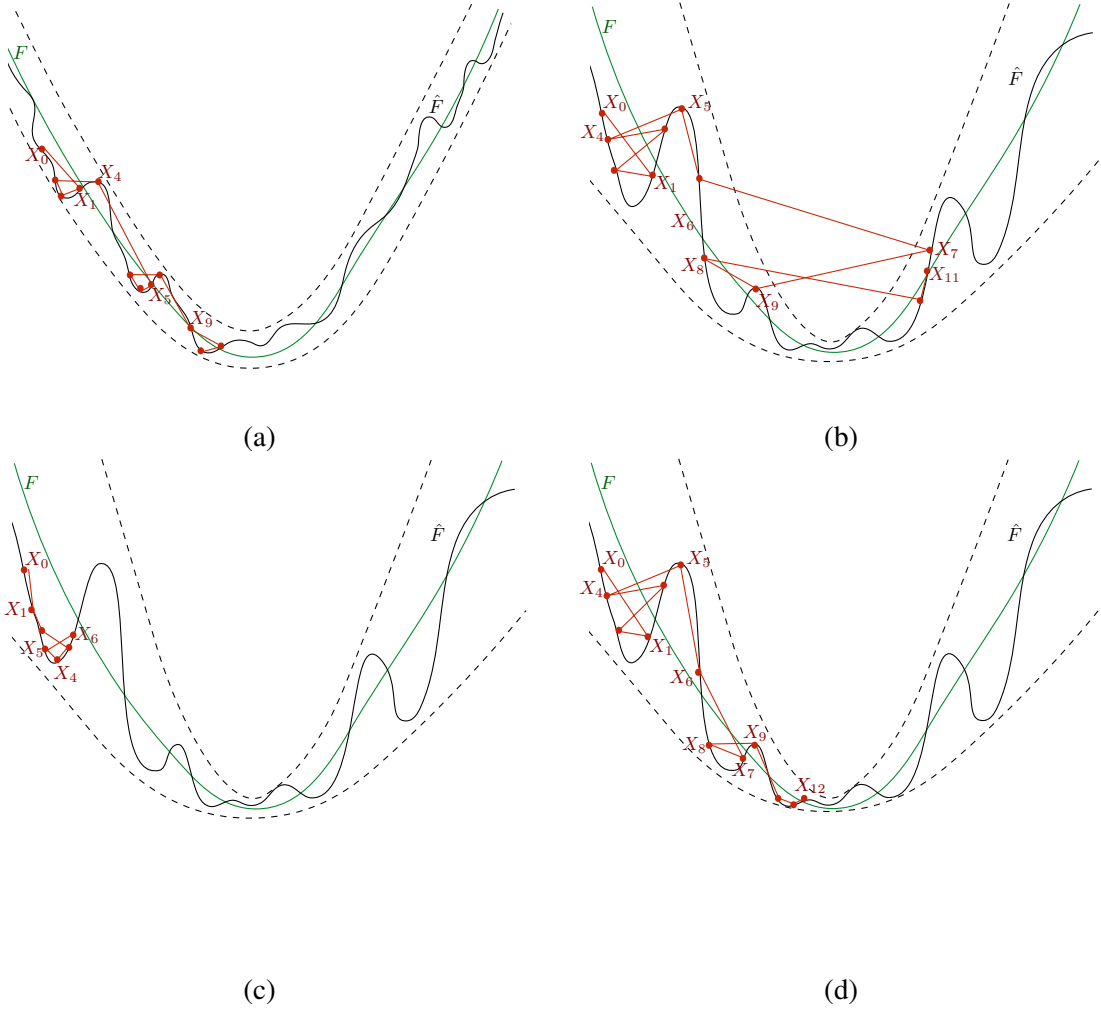 F
F̂
X₀
X₁
X₄
X₅
X₉
(a)
F
F̂
X₀
X₄
X₅
X₁
X₆
X₇
X₈
X₁₁
X₉
(b)
F
F̂
X₀
X₁
X₆
X₅
X₄
(c)
F
F̂
X₀
X₅
X₄
X₁
X₆
X₉
X₈
X₇
X₁₂
(d)